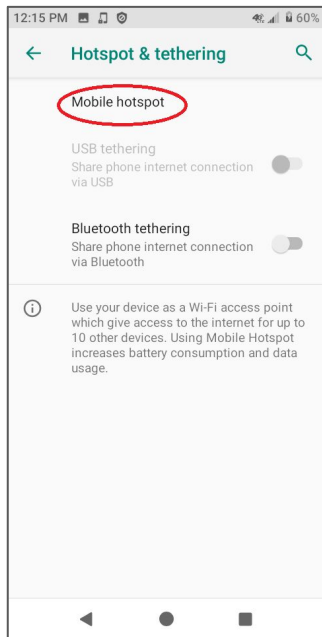 12:15 PM 60%
Hotspot & tethering
Mobile hotspot
USB tethering
Share phone internet connection
via USB
Bluetooth tethering
Share phone internet connection
via Bluetooth
Use your device as a Wi-Fi access point
which give access to the internet for up to
10 other devices. Using Mobile Hotspot
increases battery consumption and data
usage.